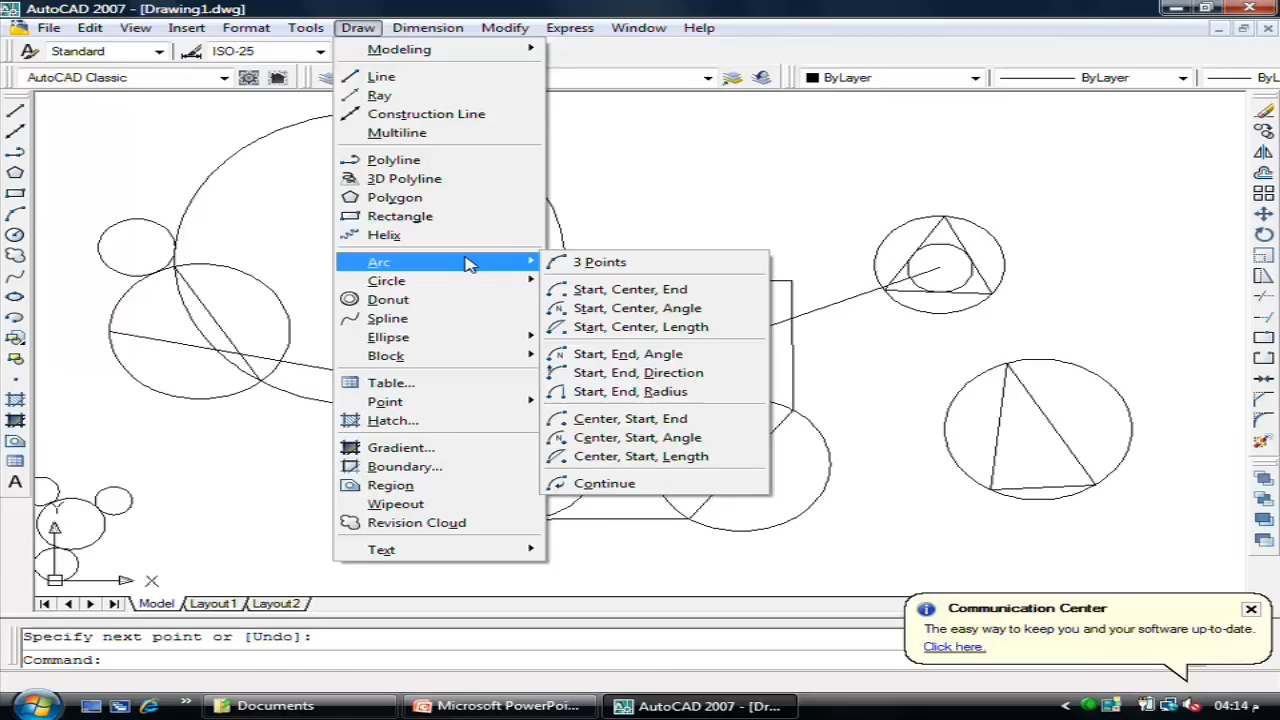 AutoCAD 2007 - [Drawing1.dwg]
File Edit View Insert Format Tools Draw Dimension Modify Express Window Help
Standard ISO-25
AutoCAD Classic ByLayer ByLayer ByL
Modeling
Line
Ray
Construction Line
Multiline
Polyline
3D Polyline
Polygon
Rectangle
Helix
Arc
Circle
Donut
Spline
Ellipse
Block
Table...
Point
Hatch...
Gradient...
Boundary...
Region
Wipeout
Revision Cloud
Text
3 Points
Start, Center, End
Start, Center, Angle
Start, Center, Length
Start, End, Angle
Start, End, Direction
Start, End, Radius
Center, Start, End
Center, Start, Angle
Center, Start, Length
Continue
A
Y
X
Model Layout1 Layout2
Specify next point or [Undo]:
Command:
Communication Center
The easy way to keep you and your software up-to-date.
Click here.
Documents Microsoft PowerPoi... AutoCAD 2007 - [Dr... 04:14 م